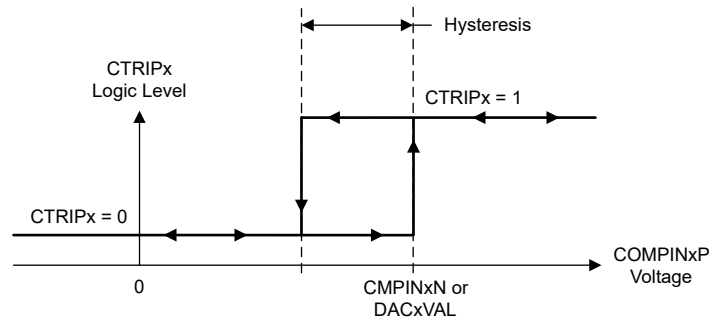 Hysteresis
CTRIPx
Logic Level
CTRIPx = 1
CTRIPx = 0
COMPINxP
Voltage
0
CMPINxN or
DACxVAL